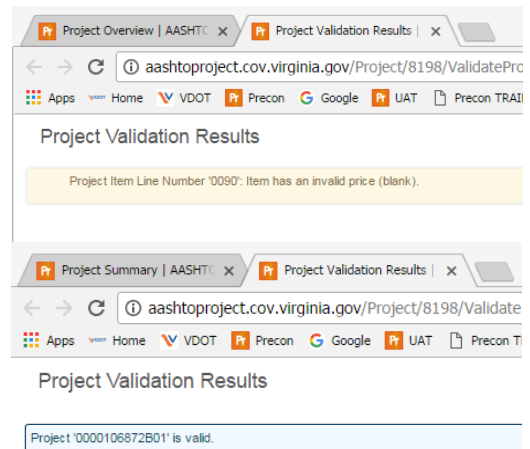 Project Overview | AASHTO
Project Validation Results |
aashtoproject.cov.virginia.gov/Project/8198/ValidatePro
Apps Home VDOT Precon Google UAT Precon TRAI
Project Validation Results
Project Item Line Number '0090': Item has an invalid price (blank).
Project Summary | AASHTO
Project Validation Results |
aashtoproject.cov.virginia.gov/Project/8198/Validate
Apps Home VDOT Precon Google UAT Precon T
Project Validation Results
Project '0000106872B01' is valid.